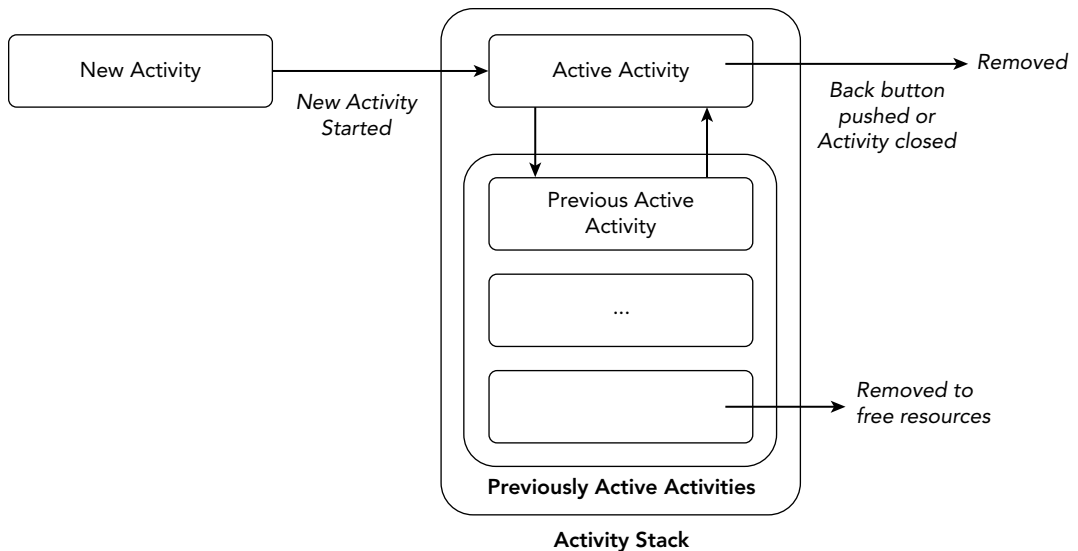 New Activity
New Activity
Started
Active Activity
Removed
Back button
pushed or
Activity closed
Previous Active
Activity
...
Removed to
free resources
Previously Active Activities
Activity Stack